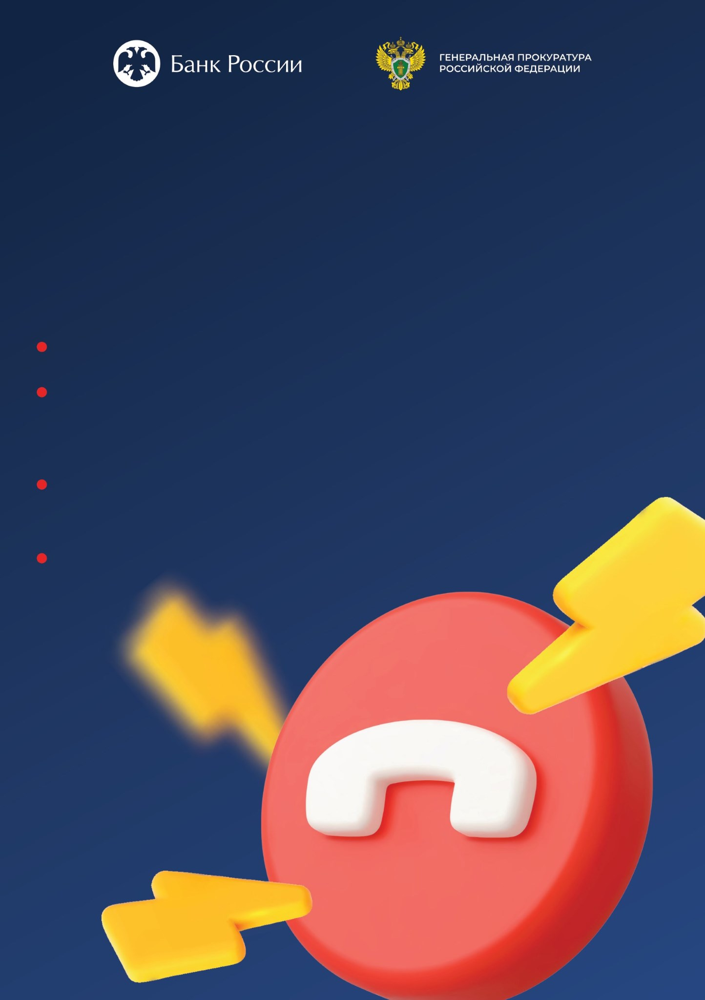 Банк России
ГЕНЕРАЛЬНАЯ ПРОКУРАТУРА
РОССИЙСКОЙ ФЕДЕРАЦИИ